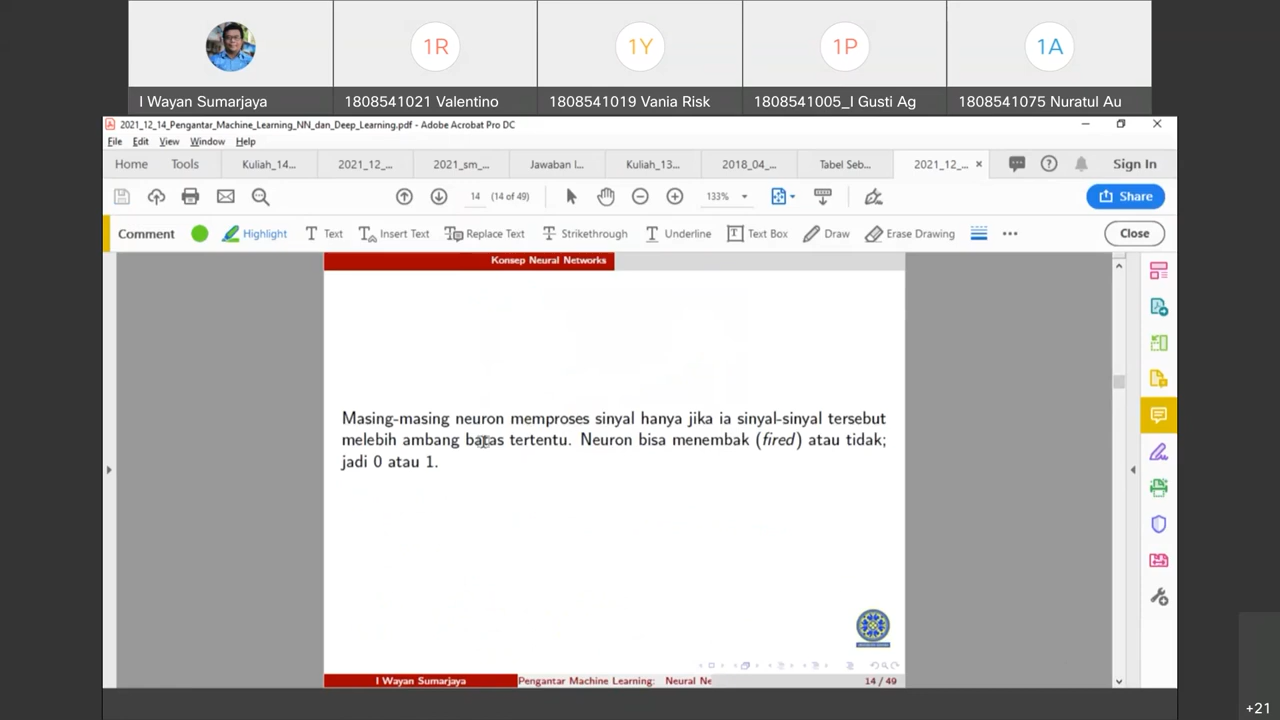 1R
1Y
1P
1A
I Wayan Sumarjaya
1808541021 Valentino
1808541019 Vania Risk
1808541005_I Gusti Ag
1808541075 Nuratul Au
2021_12_14_Pengantar_Machine_Learning_NN_dan_Deep_Learning.pdf - Adobe Acrobat Pro DC
File Edit View Window Help
Home Tools Kuliah_14... 2021_12_... 2021_sm_... Jawaban I... Kuliah_13... 2018_04_... Tabel Seb... 2021_12_... × Sign In
14 (14 of 49) 133% Share
Comment Highlight Text Insert Text Replace Text Strikethrough Underline Text Box Draw Erase Drawing Close
Konsep Neural Networks
Masing-masing neuron memproses sinyal hanya jika ia sinyal-sinyal tersebut
melebih ambang batas tertentu. Neuron bisa menembak (fired) atau tidak;
jadi 0 atau 1.
I Wayan Sumarjaya Pengantar Machine Learning: Neural Ne 14 / 49
+21